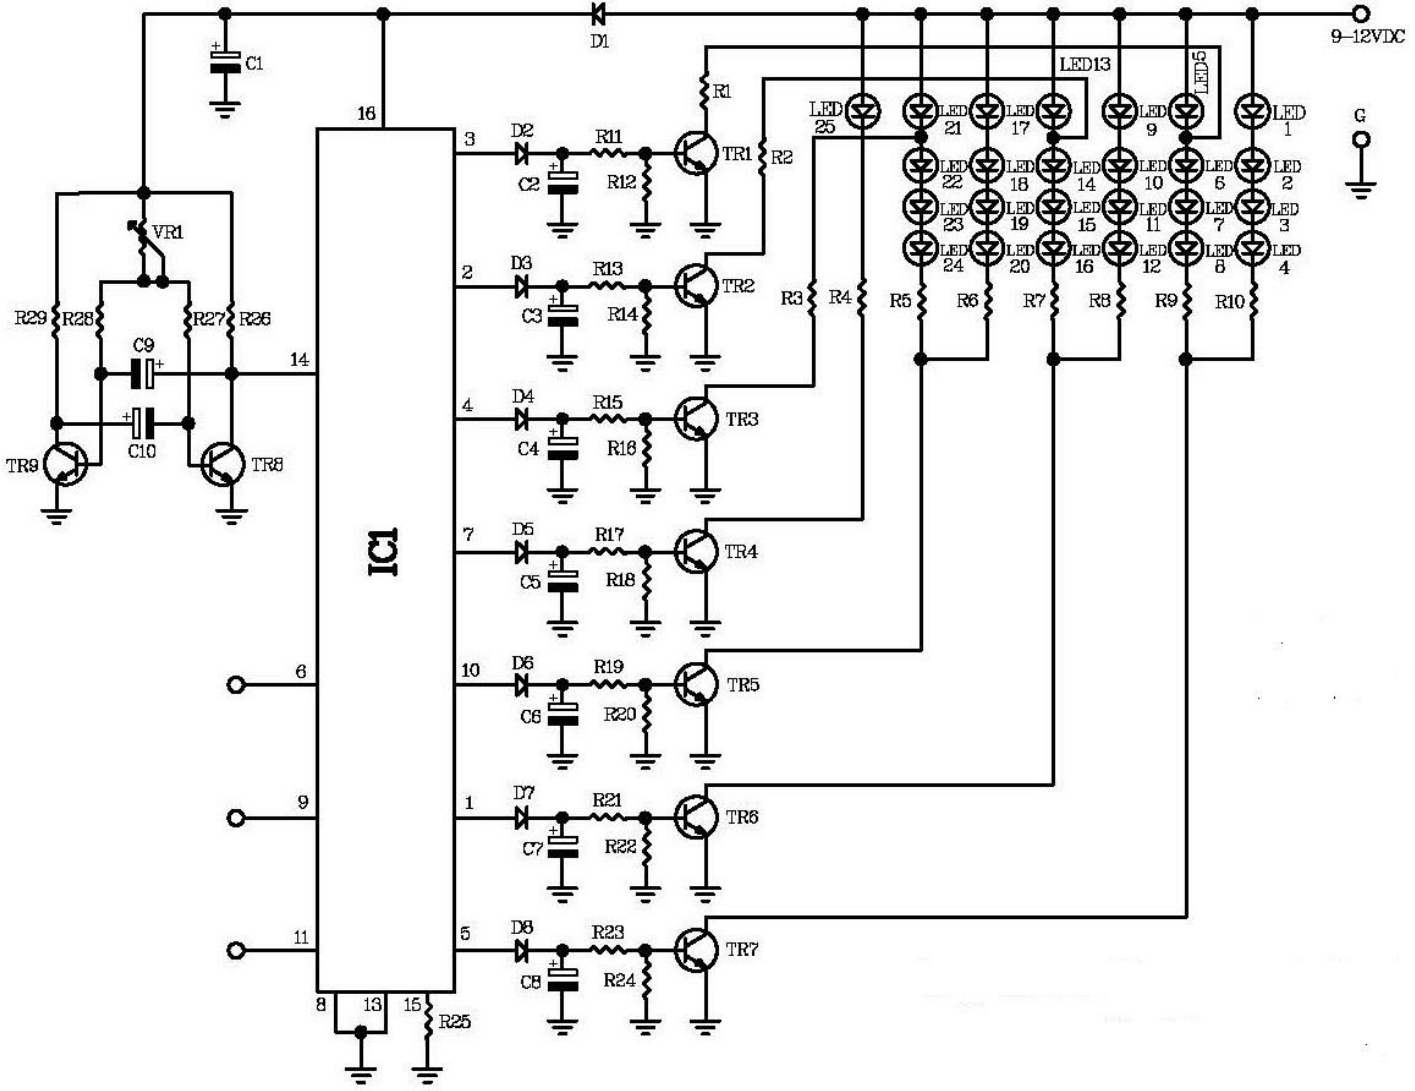 D1
9-12VDC
C1
LED13
LED5
R1
LED
25
LED
21
LED
17
LED
9
LED
1
G
16
3
D2
R11
TR1
R2
C2
R12
LED
22
LED
18
LED
14
LED
10
LED
6
LED
2
VR1
LED
23
LED
19
LED
15
LED
11
LED
7
LED
3
LED
24
LED
20
LED
16
LED
12
LED
8
LED
4
2
D3
R13
TR2
C3
R14
R29
R28
R27
R26
R3
R4
R5
R6
R7
R8
R9
R10
C9
14
4
D4
R15
TR3
C10
C4
R16
TR9
TR8
IC1
7
D5
R17
TR4
C5
R18
6
10
D6
R19
TR5
C6
R20
9
1
D7
R21
TR6
C7
R22
11
5
D8
R23
TR7
C8
R24
8
13
15
R25